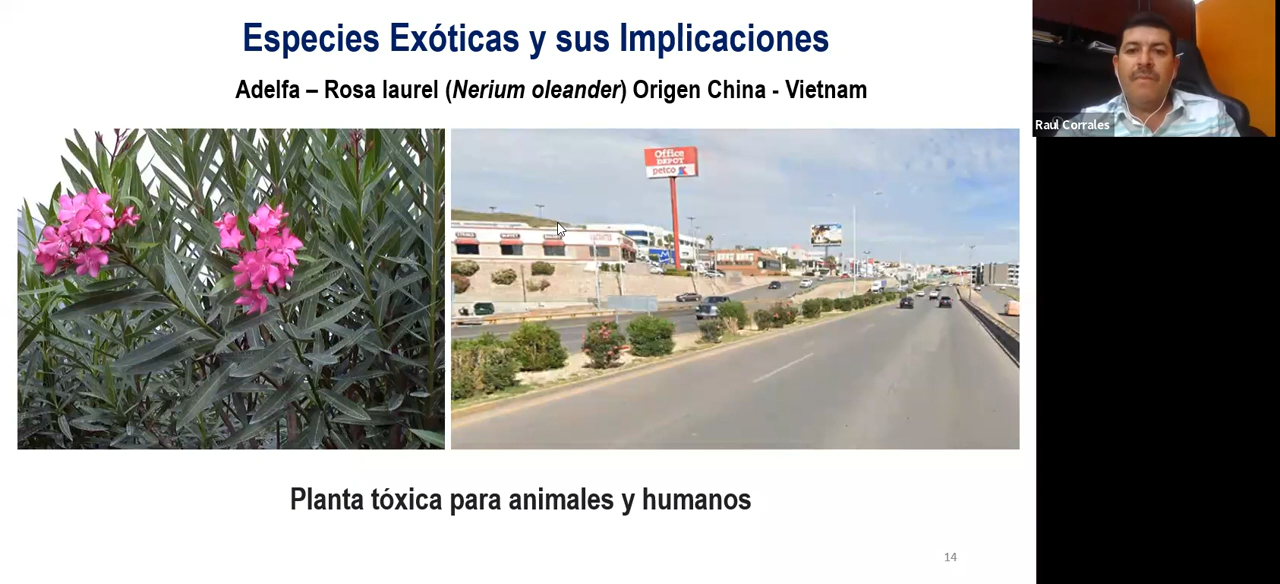 Especies Exóticas y sus Implicaciones
Adelfa – Rosa laurel (Nerium oleander) Origen China - Vietnam
Raul Corrales
Office
DEPOT
petco
Planta tóxica para animales y humanos
14